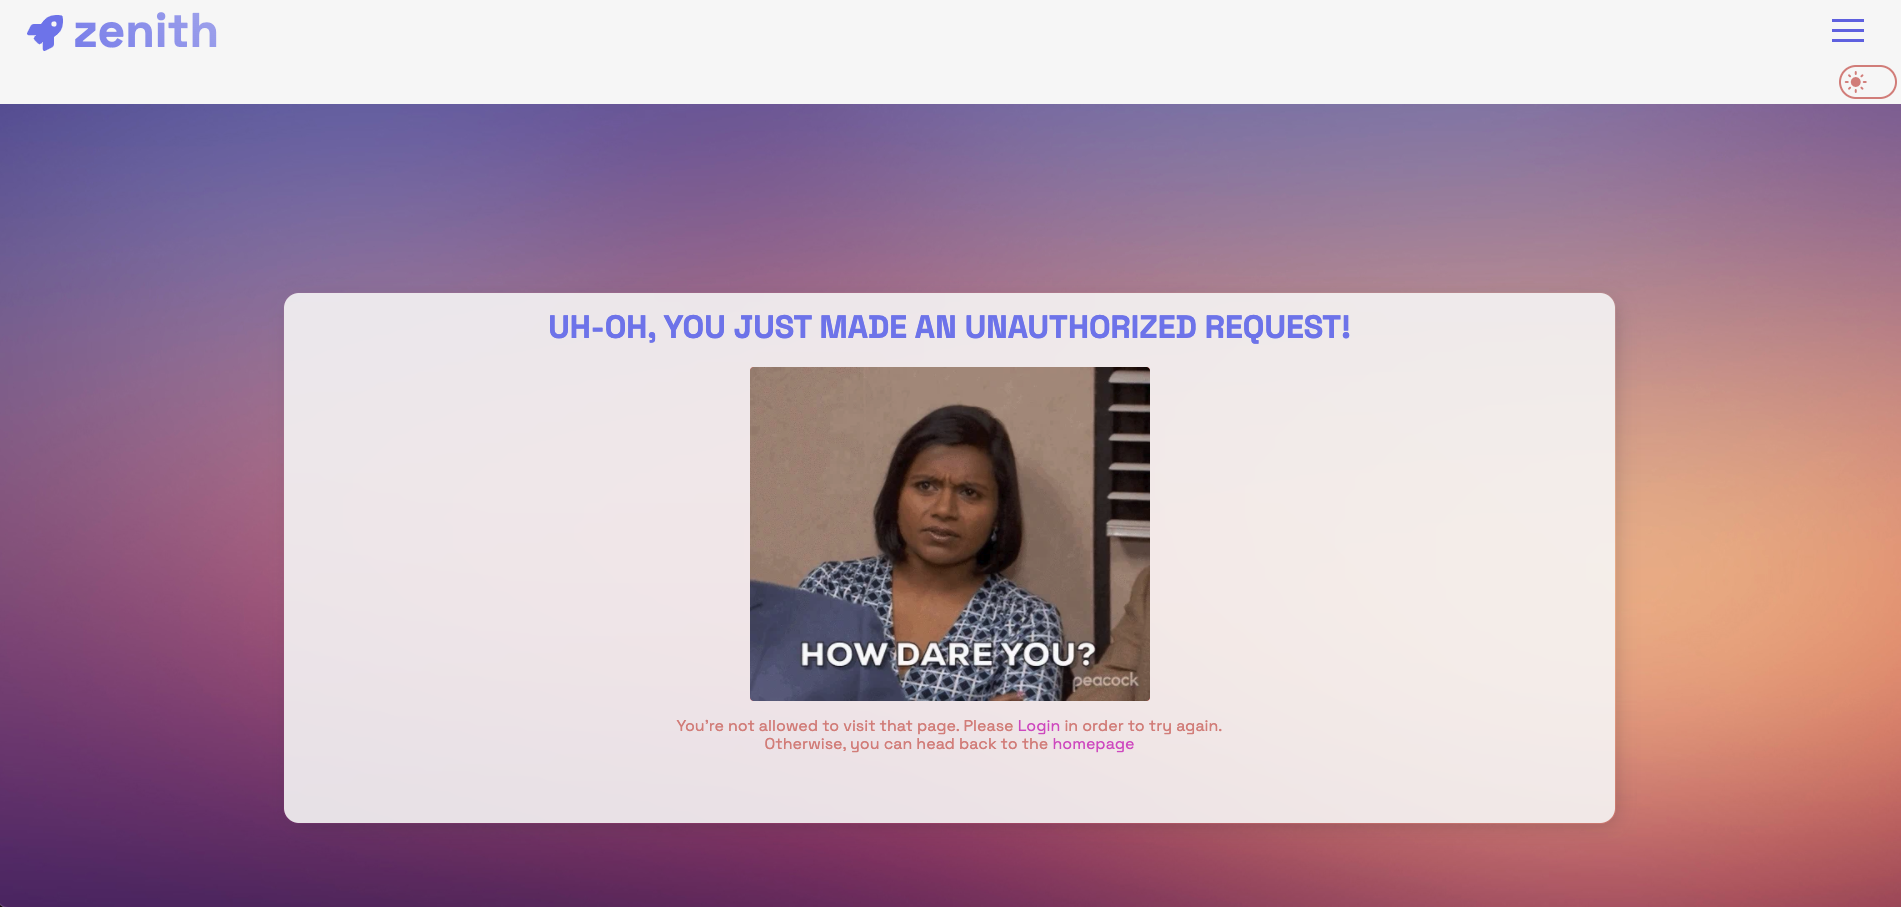 zenith
UH-OH, YOU JUST MADE AN UNAUTHORIZED REQUEST!
HOW DARE YOU?
peacock
You're not allowed to visit that page. Please Login in order to try again.
Otherwise, you can head back to the homepage